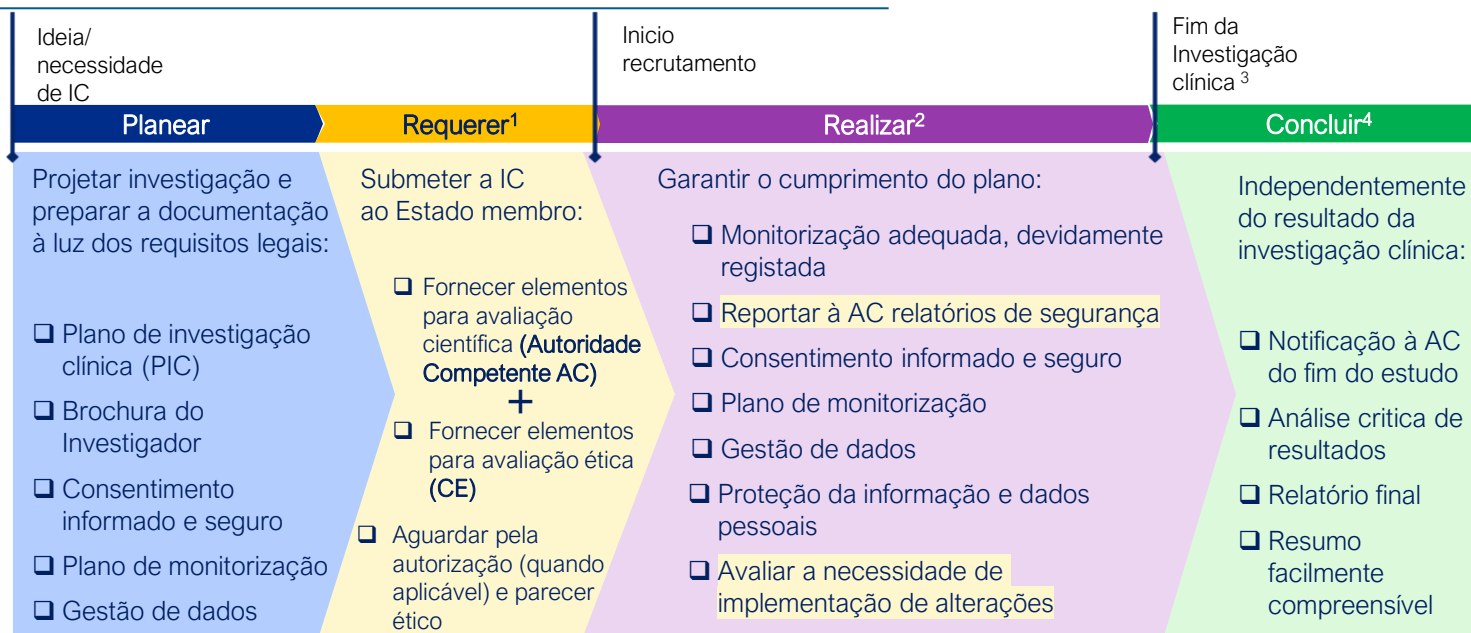 Ideia/
necessidade
de IC
Inicio
recrutamento
Fim da
Investigação
clínica 3
Planear
Requerer1
Realizar2
Concluir4
Projetar investigação e
preparar a documentação
à luz dos requisitos legais:
❑ Plano de investigação
clínica (PIC)
❑ Brochura do
Investigador
❑ Consentimento
informado e seguro
❑ Plano de monitorização
❑ Gestão de dados
Submeter a IC
ao Estado membro:
❑ Fornecer elementos
para avaliação
científica (Autoridade
Competente AC)
+
❑ Fornecer elementos
para avaliação ética
(CE)
❑ Aguardar pela
autorização (quando
aplicável) e parecer
ético
Garantir o cumprimento do plano:
❑ Monitorização adequada, devidamente
registada
❑ Reportar à AC relatórios de segurança
❑ Consentimento informado e seguro
❑ Plano de monitorização
❑ Gestão de dados
❑ Proteção da informação e dados
pessoais
❑ Avaliar a necessidade de
implementação de alterações
Independentemente
do resultado da
investigação clínica:
❑ Notificação à AC
do fim do estudo
❑ Análise critica de
resultados
❑ Relatório final
❑ Resumo
facilmente
compreensível